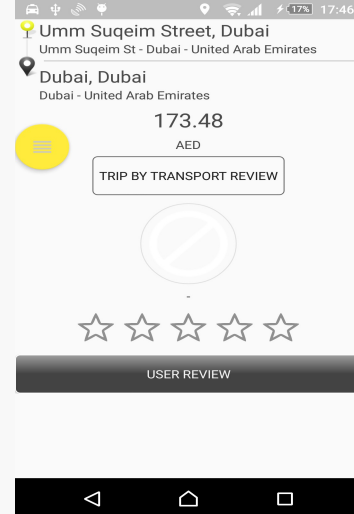 17% 17:46
Umm Suqeim Street, Dubai
Umm Suqeim St - Dubai - United Arab Emirates
Dubai, Dubai
Dubai - United Arab Emirates
173.48
AED
TRIP BY TRANSPORT REVIEW
-
USER REVIEW